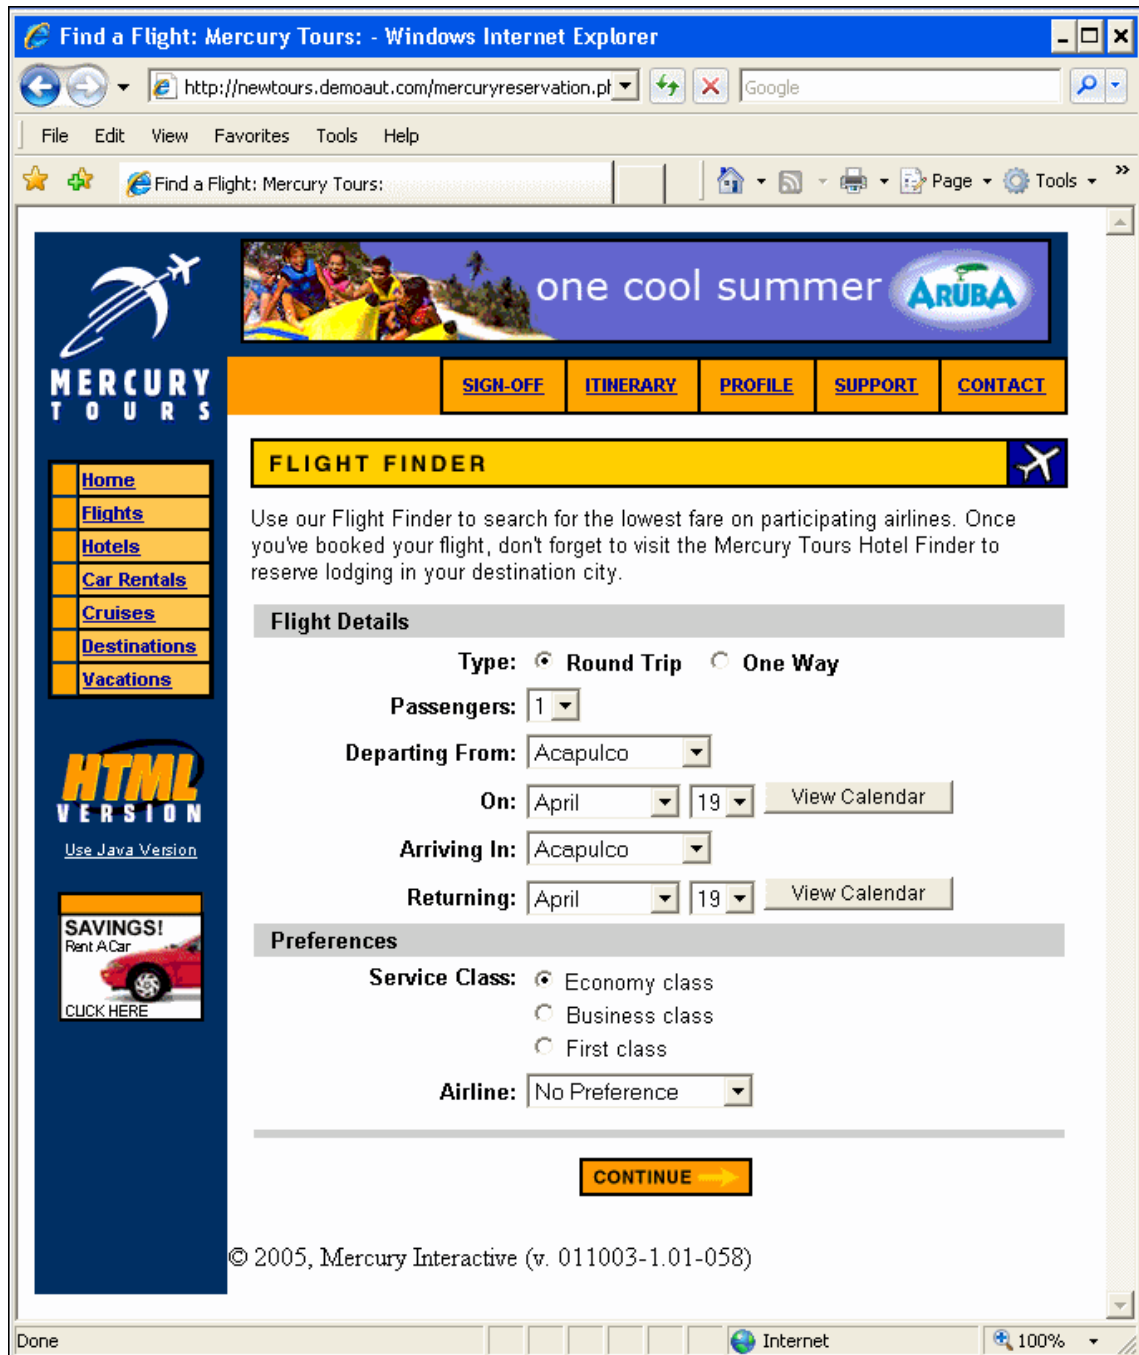 Find a Flight: Mercury Tours: - Windows Internet Explorer
http://newtours.demoaut.com/mercuryreservation.ph
Google
File Edit View Favorites Tools Help
Find a Flight: Mercury Tours:
Page Tools »
one cool summer ARUBA
MERCURY
TOURS
SIGN-OFF ITINERARY PROFILE SUPPORT CONTACT
FLIGHT FINDER
Home
Flights
Hotels
Car Rentals
Cruises
Destinations
Vacations
HTML
VERSION
Use Java Version
SAVINGS!
Rent A Car
CLICK HERE
Use our Flight Finder to search for the lowest fare on participating airlines. Once
you've booked your flight, don't forget to visit the Mercury Tours Hotel Finder to
reserve lodging in your destination city.
Flight Details
Type: Round Trip One Way
Passengers: 1
Departing From: Acapulco
On: April 19 View Calendar
Arriving In: Acapulco
Returning: April 19 View Calendar
Preferences
Service Class: Economy class
Business class
First class
Airline: No Preference
CONTINUE
© 2005, Mercury Interactive (v. 011003-1.01-058)
Done Internet 100%